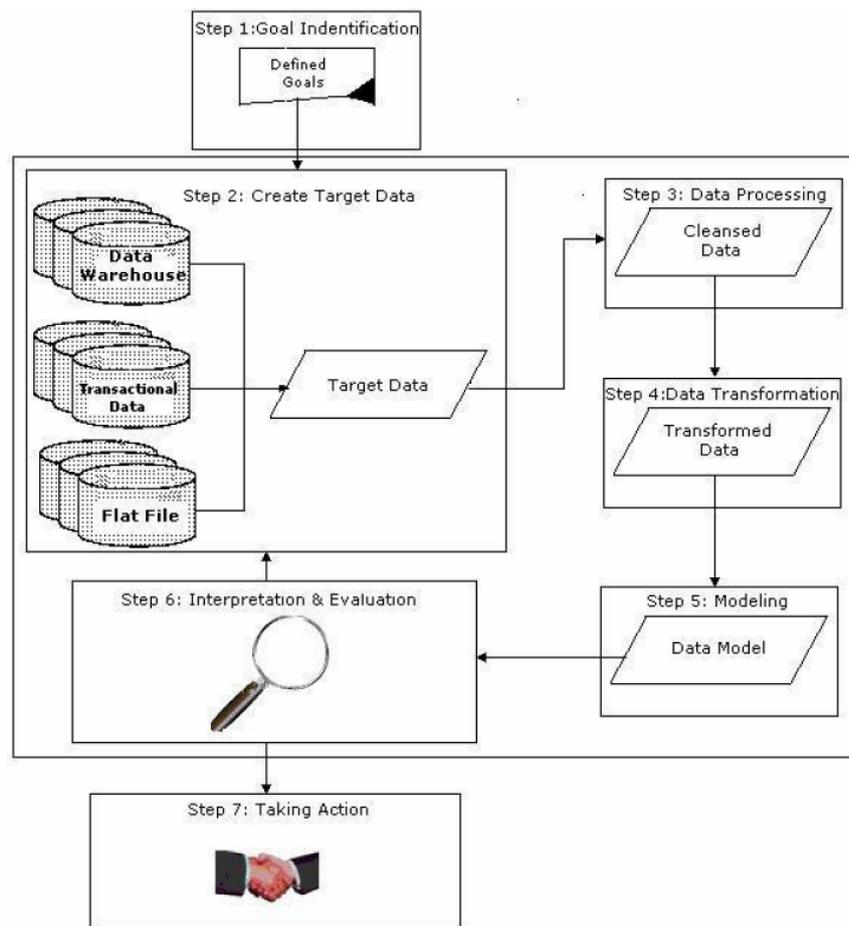 Step 1:Goal Indentification
Defined
Goals
Step 2: Create Target Data
Data
Warehouse
Transactional
Data
Flat File
Target Data
Step 3: Data Processing
Cleansed
Data
Step 4:Data Transformation
Transformed
Data
Step 5: Modeling
Data Model
Step 6: Interpretation & Evaluation
Step 7: Taking Action